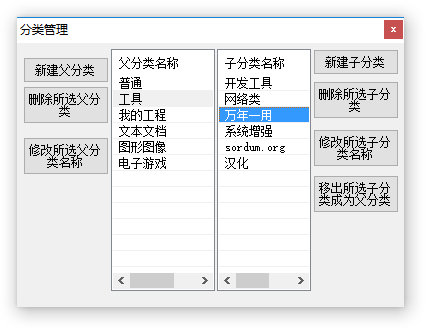 分类管理
x
新建父分类
删除所选父分
类
修改所选父分
类名称
父分类名称
普通
工具
我的工程
文本文档
图形图像
电子游戏
子分类名称
开发工具
网络类
万年一用
系统增强
sordum.org
汉化
新建子分类
删除所选子分
类
修改所选子分
类名称
移出所选子分
类成为父分类